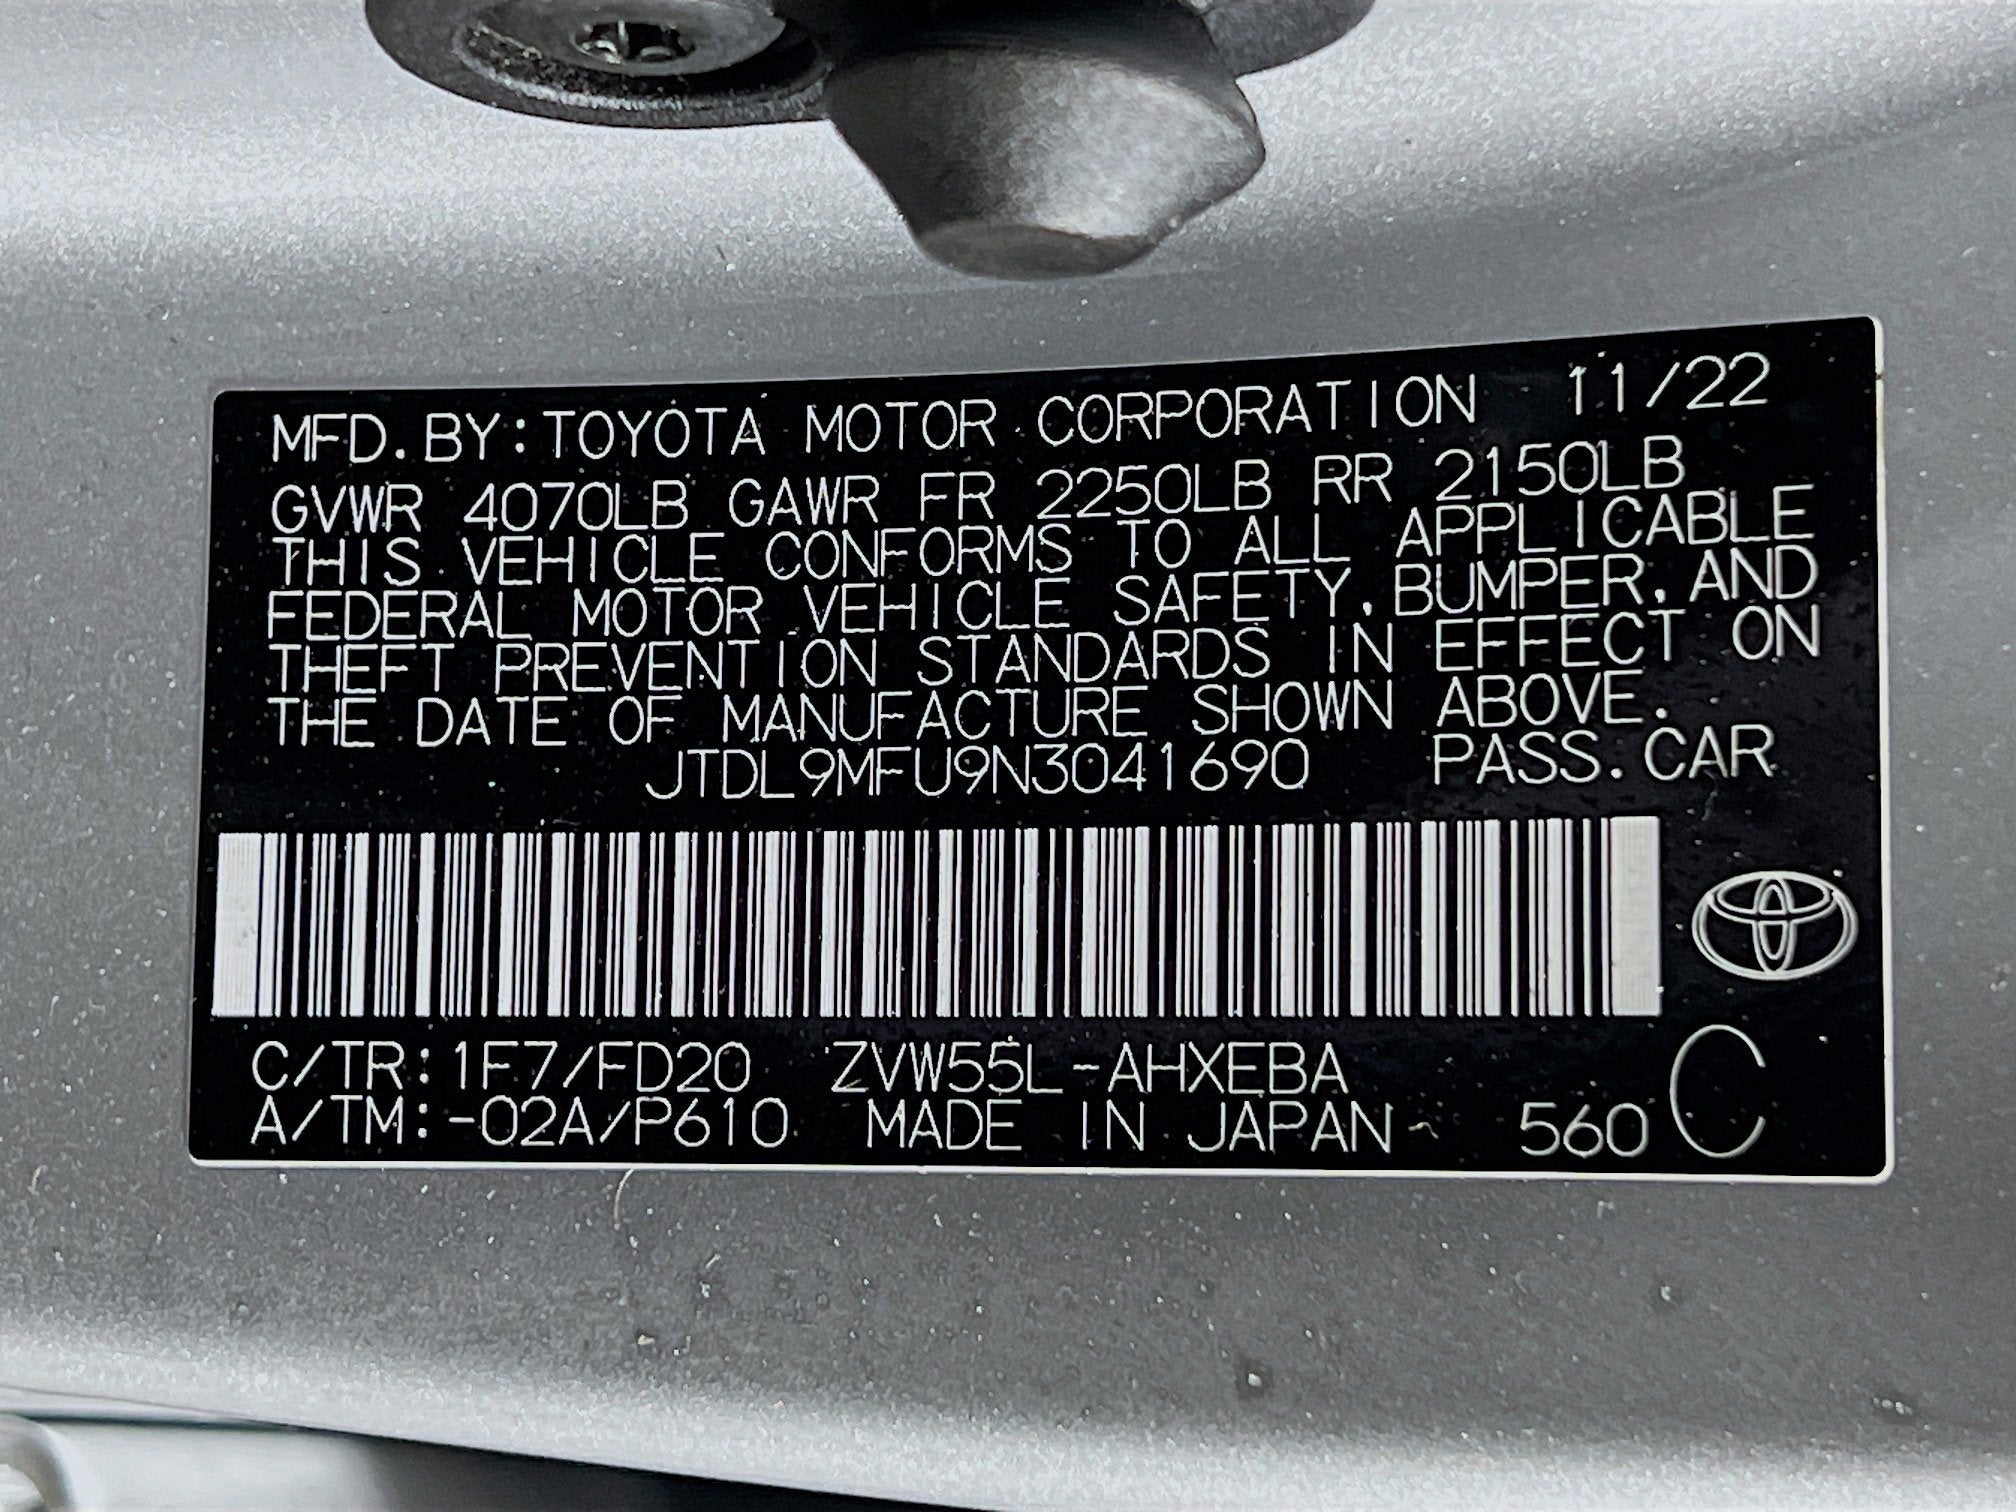 MFD.BY:TOYOTA MOTOR CORPORATION 11/22
GVWR 4070LB GAWR FR 2250LB RR 2150LB
THIS VEHICLE CONFORMS TO ALL APPLICABLE
FEDERAL MOTOR VEHICLE SAFETY,BUMPER,AND
THEFT PREVENTION STANDARDS IN EFFECT ON
THE DATE OF MANUFACTURE SHOWN ABOVE.
JTDL9MFU9N3041690 PASS.CAR
C/TR:1F7/FD20 ZVW55L-AHXEBA
A/TM:-02A/P610 MADE IN JAPAN 560 C